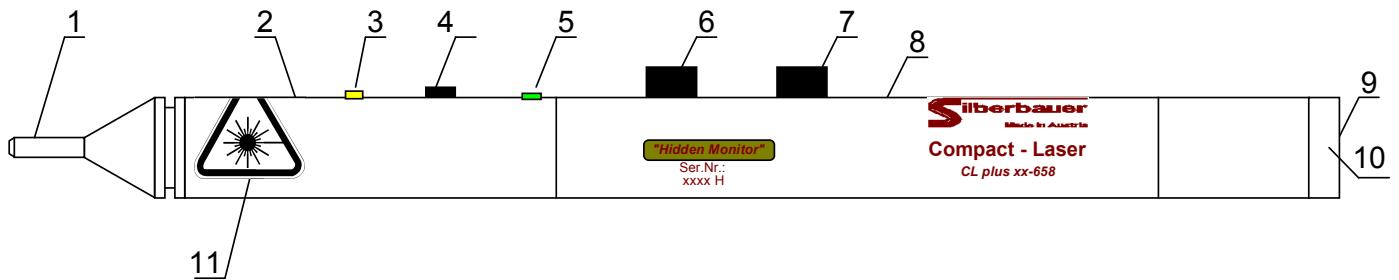 1 2 3 4 5 6 7 8 9
Silberbauer
Made in Austria
"Hidden Monitor"
Compact - Laser
Ser.Nr.:
xxxx H
CL plus xx-658
10
11